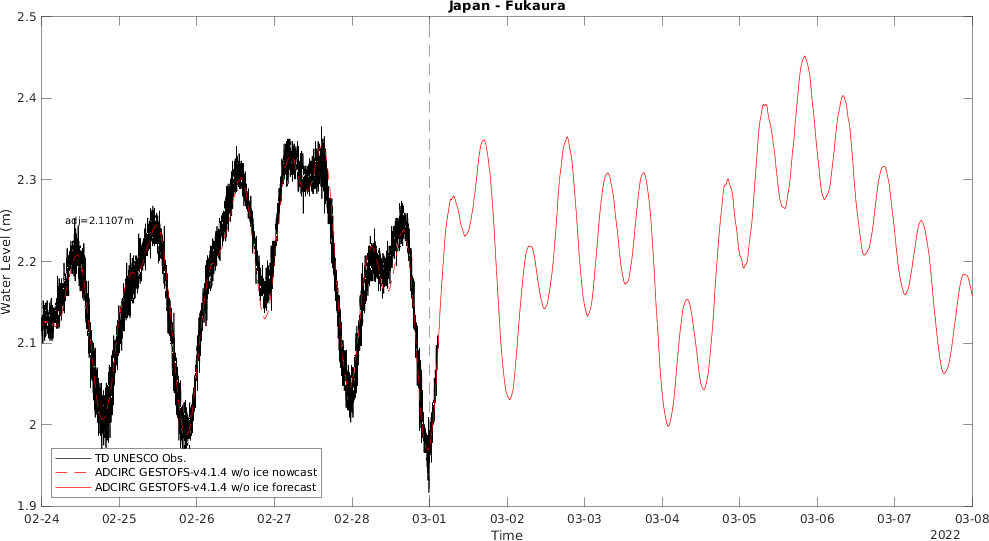 Japan - Fukaura
2.5
2.4
2.3
2.2
2.1
2
1.9
Water Level (m)
adj=2.1107m
TD UNESCO Obs.
ADCIRC GESTOFS-v4.1.4 w/o ice nowcast
ADCIRC GESTOFS-v4.1.4 w/o ice forecast
02-24 02-25 02-26 02-27 02-28 03-01 03-02 03-03 03-04 03-05 03-06 03-07 03-08
Time
2022